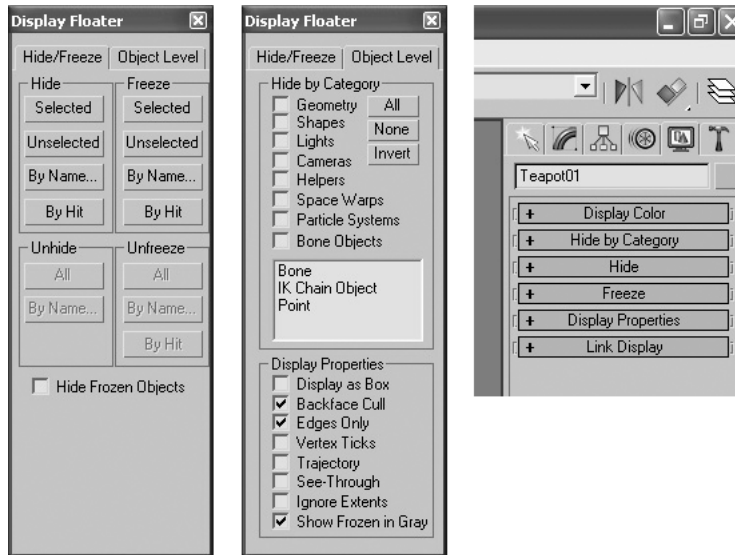 Display Floater
Hide/Freeze Object Level
Hide Freeze
Selected Selected
Unselected Unselected
By Name... By Name...
By Hit By Hit
Unhide Unfreeze
All All
By Name... By Name...
By Hit
Hide Frozen Objects
Display Floater
Hide/Freeze Object Level
Hide by Category
Geometry All
Shapes
Lights None
Cameras Invert
Helpers
Space Warps
Particle Systems
Bone Objects
Bone
IK Chain Object
Point
Display Properties
Display as Box
Backface Cull
Edges Only
Vertex Ticks
Trajectory
See-Through
Ignore Extents
Show Frozen in Gray
Teapot01
+ Display Color
+ Hide by Category
+ Hide
+ Freeze
+ Display Properties
+ Link Display